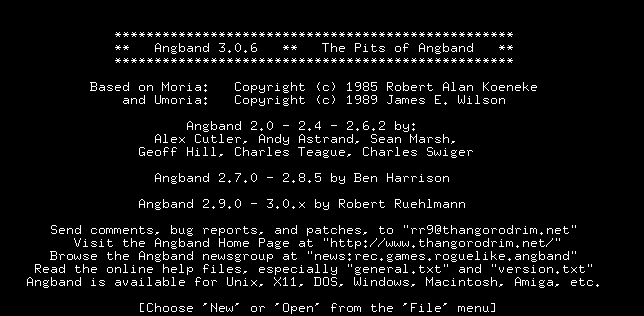 **************************************************
**   Angband 3.0.6   **   The Pits of Angband   **
**************************************************
Based on Moria:   Copyright (c) 1985 Robert Alan Koeneke
and Umoria:   Copyright (c) 1989 James E. Wilson
Angband 2.0 - 2.4 - 2.6.2 by:
Alex Cutler, Andy Astrand, Sean Marsh,
Geoff Hill, Charles Teague, Charles Swiger
Angband 2.7.0 - 2.8.5 by Ben Harrison
Angband 2.9.0 - 3.0.x by Robert Ruehlmann
Send comments, bug reports, and patches, to "rr90thangorodrim.net"
Visit the Angband Home Page at "http://www.thangorodrim.net/"
Browse the Angband newsgroup at "news:rec.games.roguelike.angband"
Read the online help files, especially "general.txt" and "version.txt"
Angband is available for Unix, X11, DOS, Windows, Macintosh, Amiga, etc.
[Choose 'New' or 'Open' from the 'File' menu]